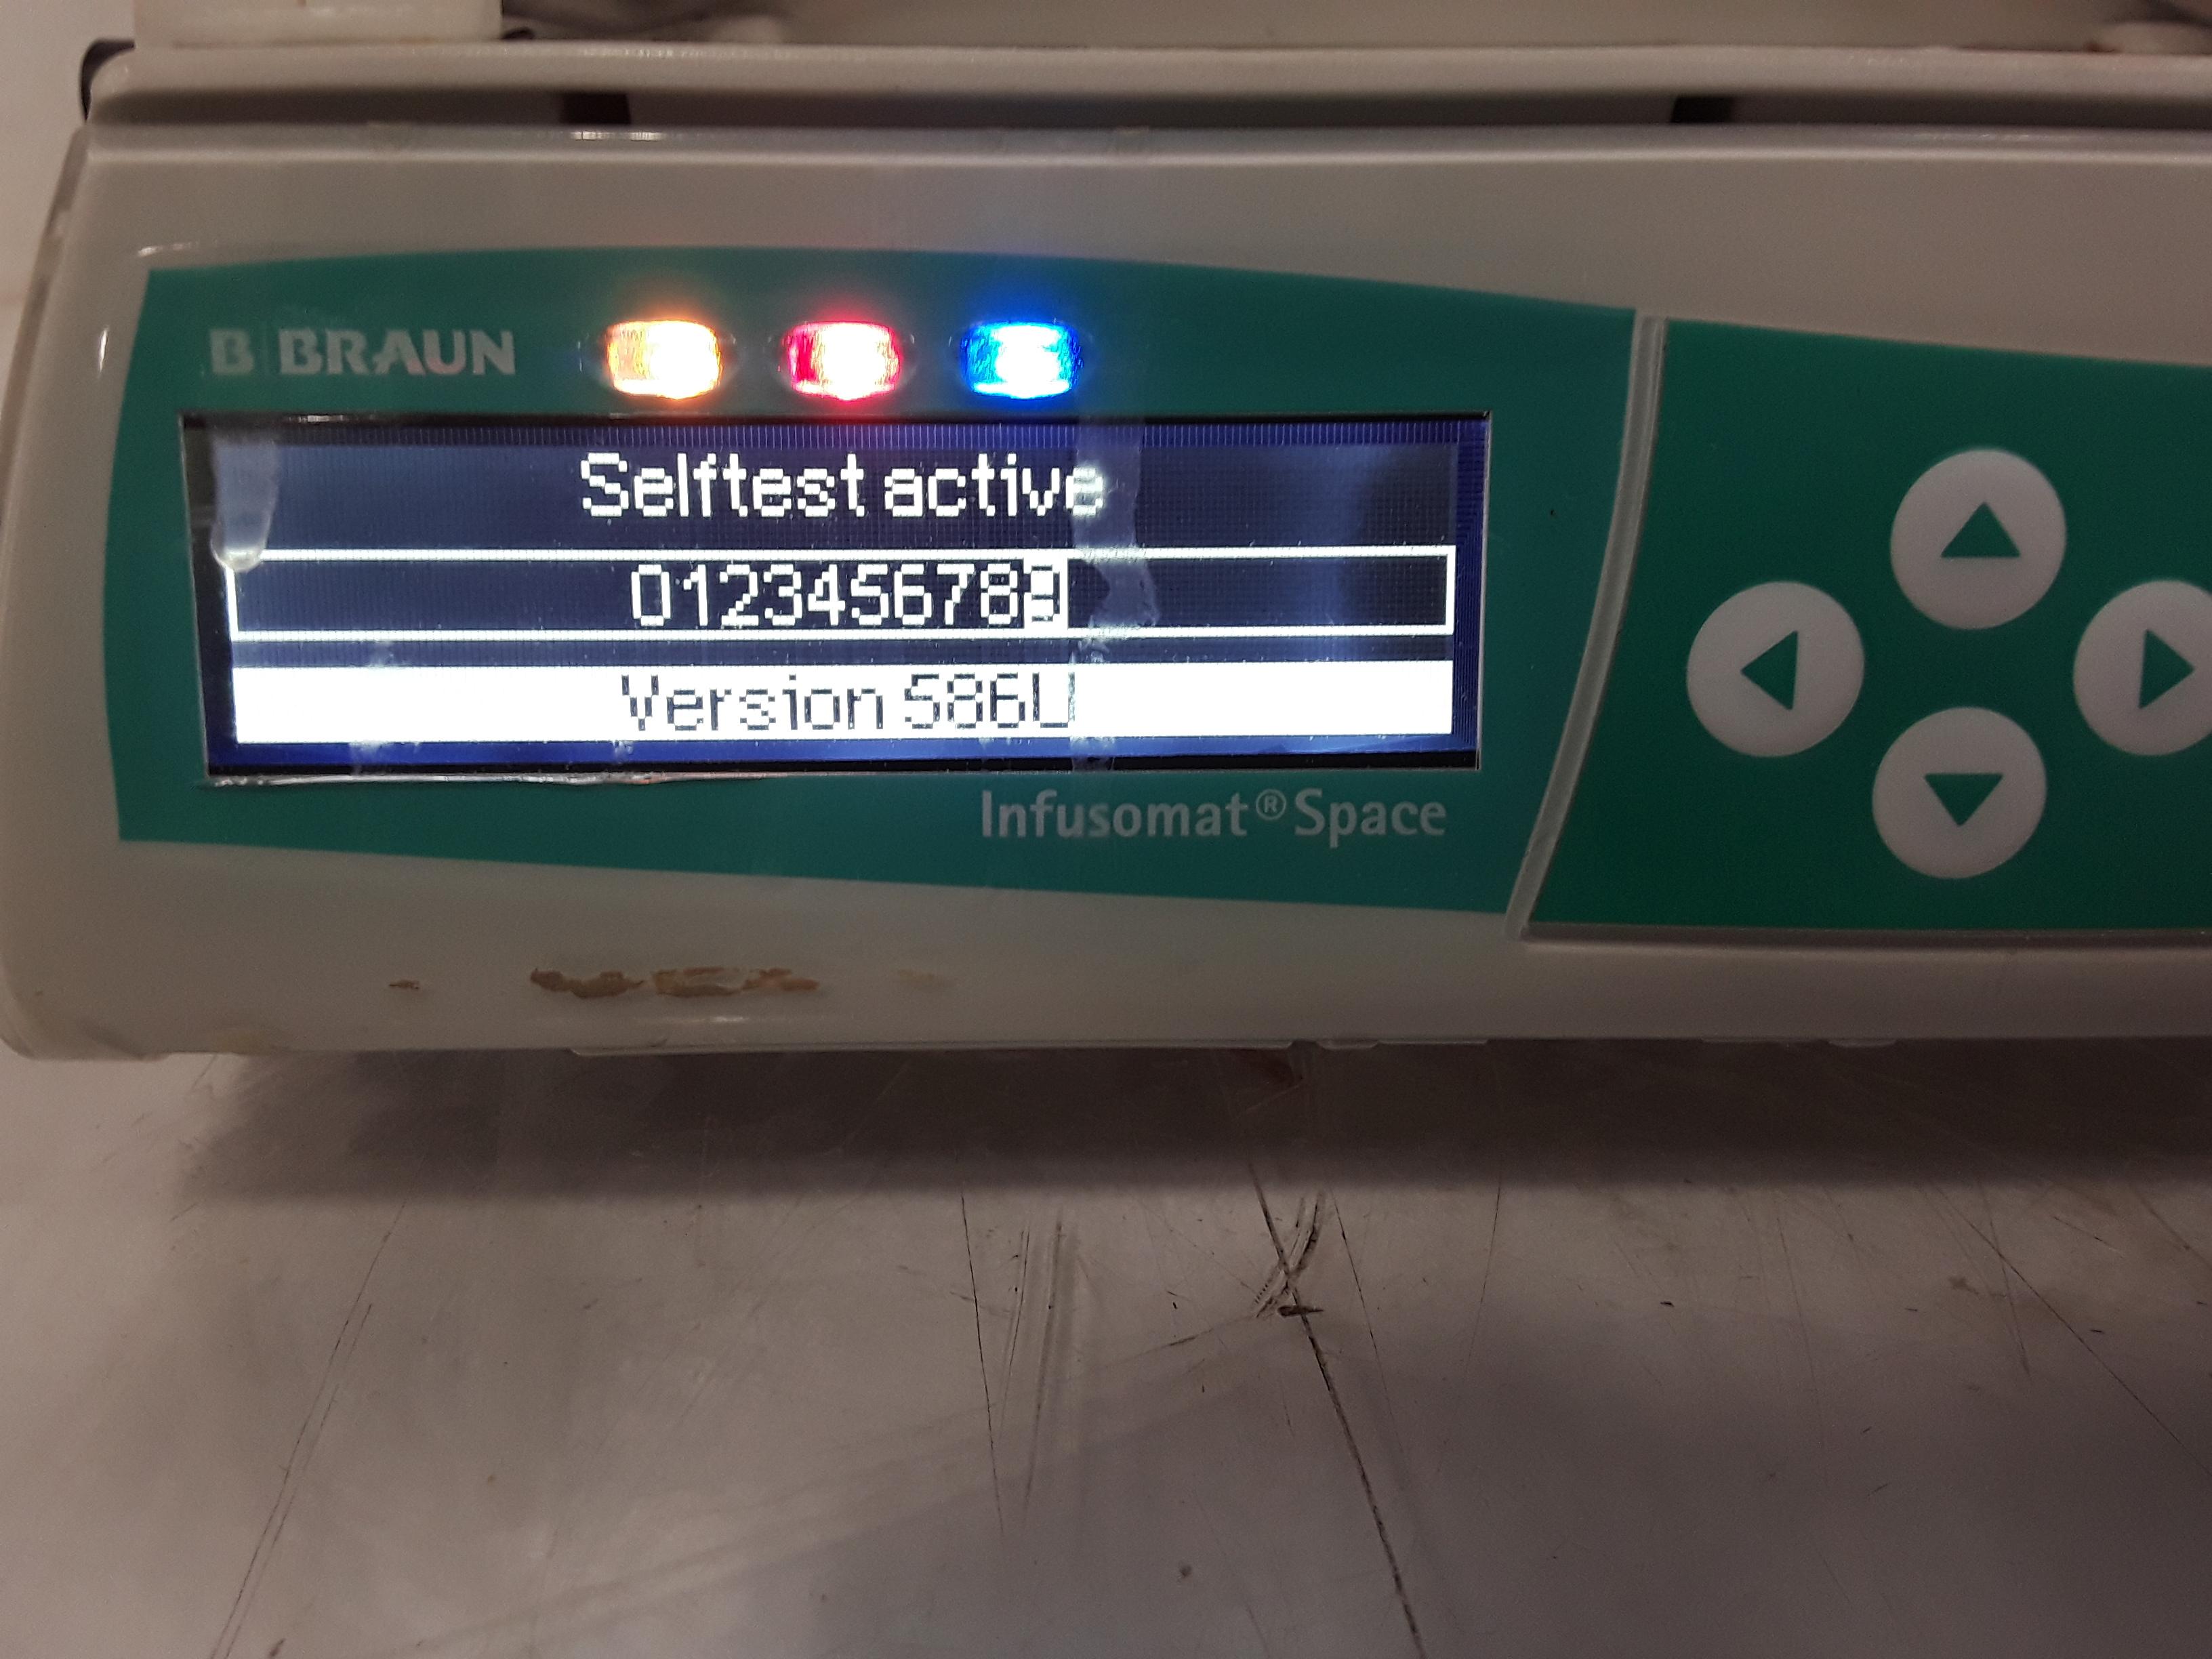 B BRAUN
Selftest active
0123456789
Version 586U
Infusomat® Space